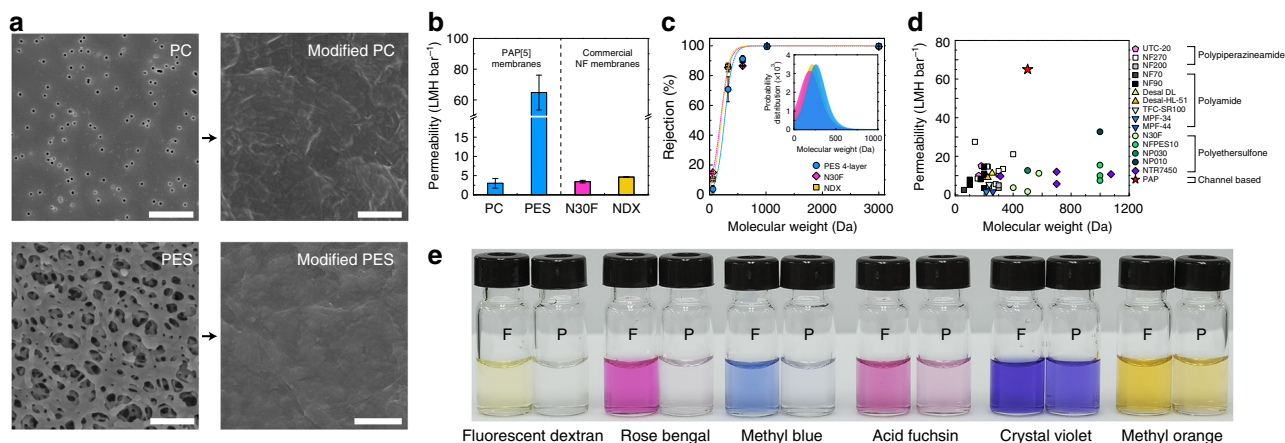 a
PC
Modified PC
PES
Modified PES
b
Permeability (LMH bar⁻¹)
100
80
60
15
10
5
0
PAP[5]
membranes
Commercial
NF membranes
PC
PES
N30F
NDX
c
Rejection (%)
100
80
60
40
20
0
0
1000
2000
3000
Molecular weight (Da)
Probability
distribution (×10³)
4
3
2
1
0
0
500
1000
Molecular weight (Da)
PES 4-layer
N30F
NDX
d
Permeability (LMH bar⁻¹)
80
60
40
20
0
0
400
800
1200
Molecular weight (Da)
UTC-20
NF270
NF200
NF70
NF90
Desal DL
Desal-HL-51
TFC-SR100
MPF-34
MPF-44
N30F
NFPES10
NP030
NP010
NTR7450
PAP
Polypiperazineamide
Polyamide
Polyethersulfone
Channel based
e
F P F P F P F P F P F P
Fluorescent dextran Rose bengal Methyl blue Acid fuchsin Crystal violet Methyl orange